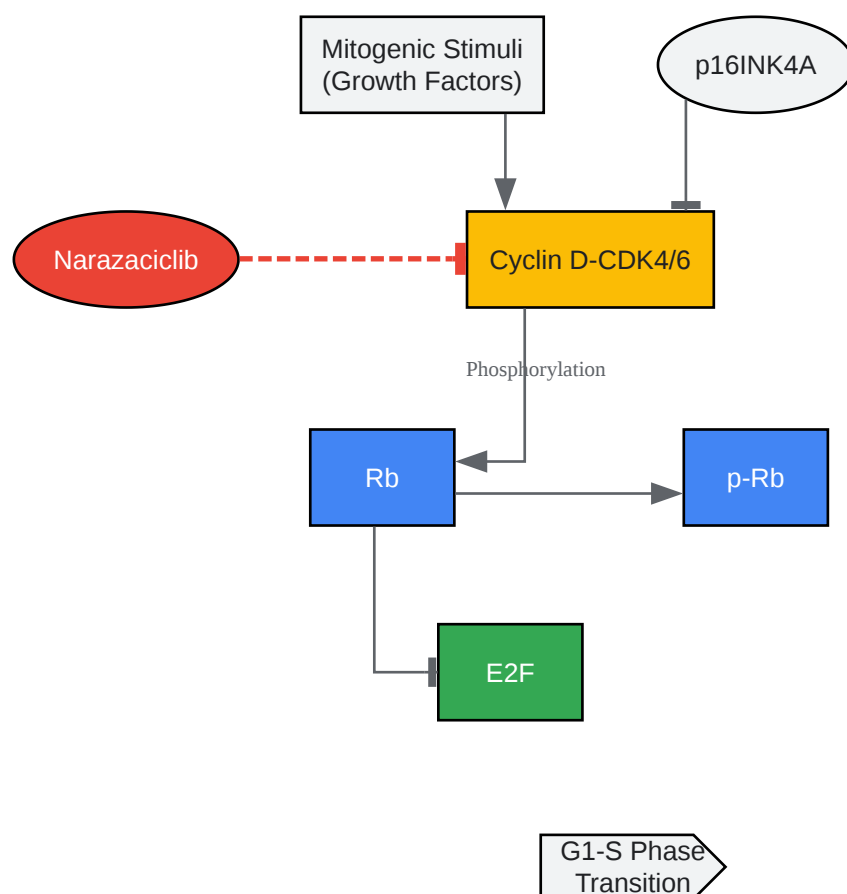 Mitogenic Stimuli
(Growth Factors)
p16INK4A
Narazaciclib
Cyclin D-CDK4/6
Phosphorylation
Rb
p-Rb
E2F
G1-S Phase
Transition